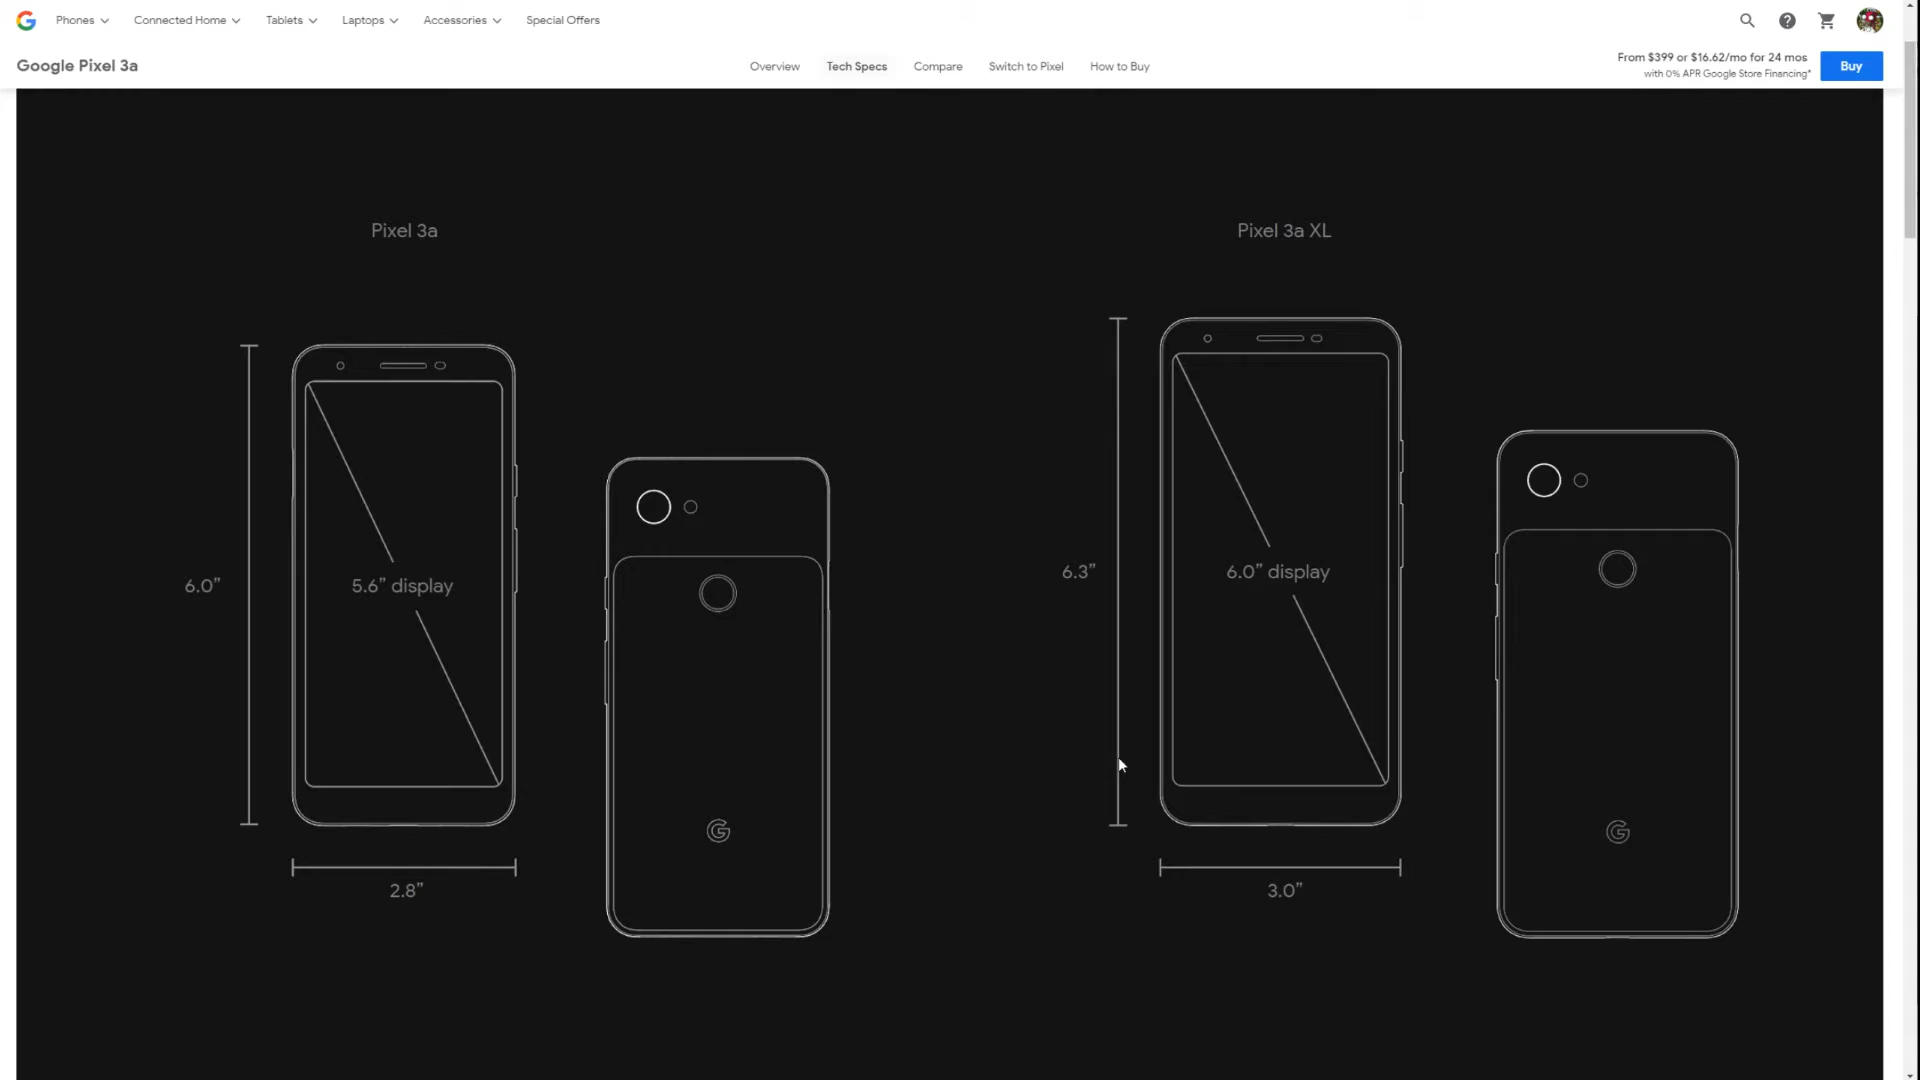 Phones Connected Home Tablets Laptops Accessories Special Offers
Google Pixel 3a
Overview Tech Specs Compare Switch to Pixel How to Buy
From $399 or $16.62/mo for 24 mos
with 0% APR Google Store Financing*
Buy
Pixel 3a
Pixel 3a XL
6.0”
5.6” display
2.8”
6.3”
6.0” display
3.0”